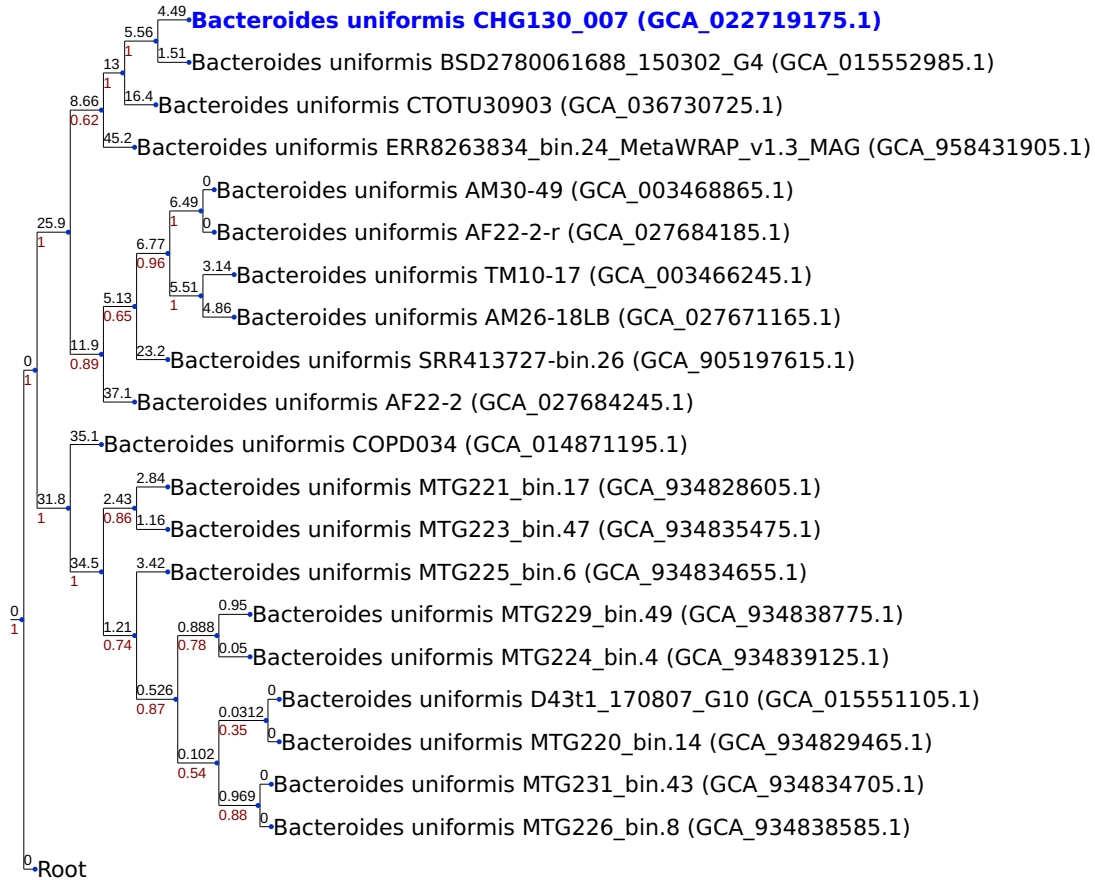 4.49
Bacteroides uniformis CHG130_007 (GCA_022719175.1)
5.56
1
1.51
Bacteroides uniformis BSD2780061688_150302_G4 (GCA_015552985.1)
13
1
16.4
Bacteroides uniformis CTOTU30903 (GCA_036730725.1)
8.66
0.62
45.2
Bacteroides uniformis ERR8263834_bin.24_MetaWRAP_v1.3_MAG (GCA_958431905.1)
0
Bacteroides uniformis AM30-49 (GCA_003468865.1)
6.49
1
0
Bacteroides uniformis AF22-2-r (GCA_027684185.1)
25.9
1
6.77
0.96
3.14
Bacteroides uniformis TM10-17 (GCA_003466245.1)
5.51
1
4.86
Bacteroides uniformis AM26-18LB (GCA_027671165.1)
5.13
0.65
23.2
Bacteroides uniformis SRR413727-bin.26 (GCA_905197615.1)
11.9
0.89
37.1
Bacteroides uniformis AF22-2 (GCA_027684245.1)
0
1
35.1
Bacteroides uniformis COPD034 (GCA_014871195.1)
2.84
Bacteroides uniformis MTG221_bin.17 (GCA_934828605.1)
31.8
1
2.43
0.86
1.16
Bacteroides uniformis MTG223_bin.47 (GCA_934835475.1)
34.5
1
3.42
Bacteroides uniformis MTG225_bin.6 (GCA_934834655.1)
0
1
1.21
0.74
0.95
Bacteroides uniformis MTG229_bin.49 (GCA_934838775.1)
0.888
0.78
0.05
Bacteroides uniformis MTG224_bin.4 (GCA_934839125.1)
0.526
0.87
0
Bacteroides uniformis D43t1_170807_G10 (GCA_015551105.1)
0.0312
0.35
0
Bacteroides uniformis MTG220_bin.14 (GCA_934829465.1)
0.102
0.54
0
Bacteroides uniformis MTG231_bin.43 (GCA_934834705.1)
0.969
0.88
0
Bacteroides uniformis MTG226_bin.8 (GCA_934838585.1)
0
Root